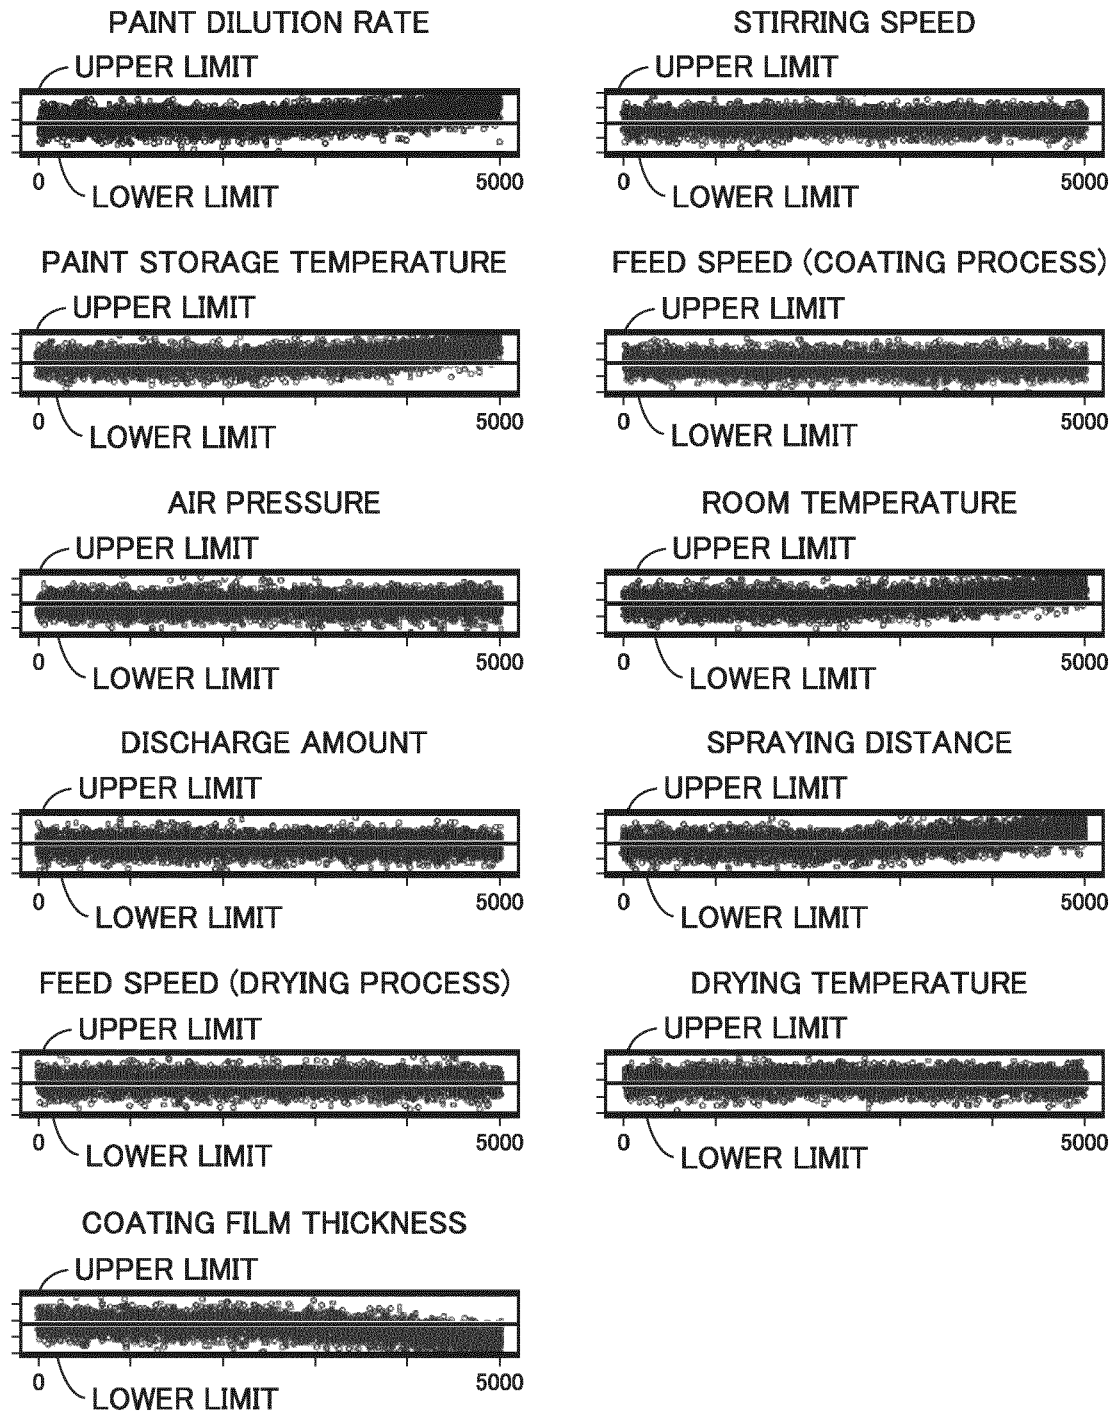 PAINT DILUTION RATE
UPPER LIMIT
0 5000
LOWER LIMIT
STIRRING SPEED
UPPER LIMIT
0 5000
LOWER LIMIT
PAINT STORAGE TEMPERATURE
UPPER LIMIT
0 5000
LOWER LIMIT
FEED SPEED (COATING PROCESS)
UPPER LIMIT
0 5000
LOWER LIMIT
AIR PRESSURE
UPPER LIMIT
0 5000
LOWER LIMIT
ROOM TEMPERATURE
UPPER LIMIT
0 5000
LOWER LIMIT
DISCHARGE AMOUNT
UPPER LIMIT
0 5000
LOWER LIMIT
SPRAYING DISTANCE
UPPER LIMIT
0 5000
LOWER LIMIT
FEED SPEED (DRYING PROCESS)
UPPER LIMIT
0 5000
LOWER LIMIT
DRYING TEMPERATURE
UPPER LIMIT
0 5000
LOWER LIMIT
COATING FILM THICKNESS
UPPER LIMIT
0 5000
LOWER LIMIT